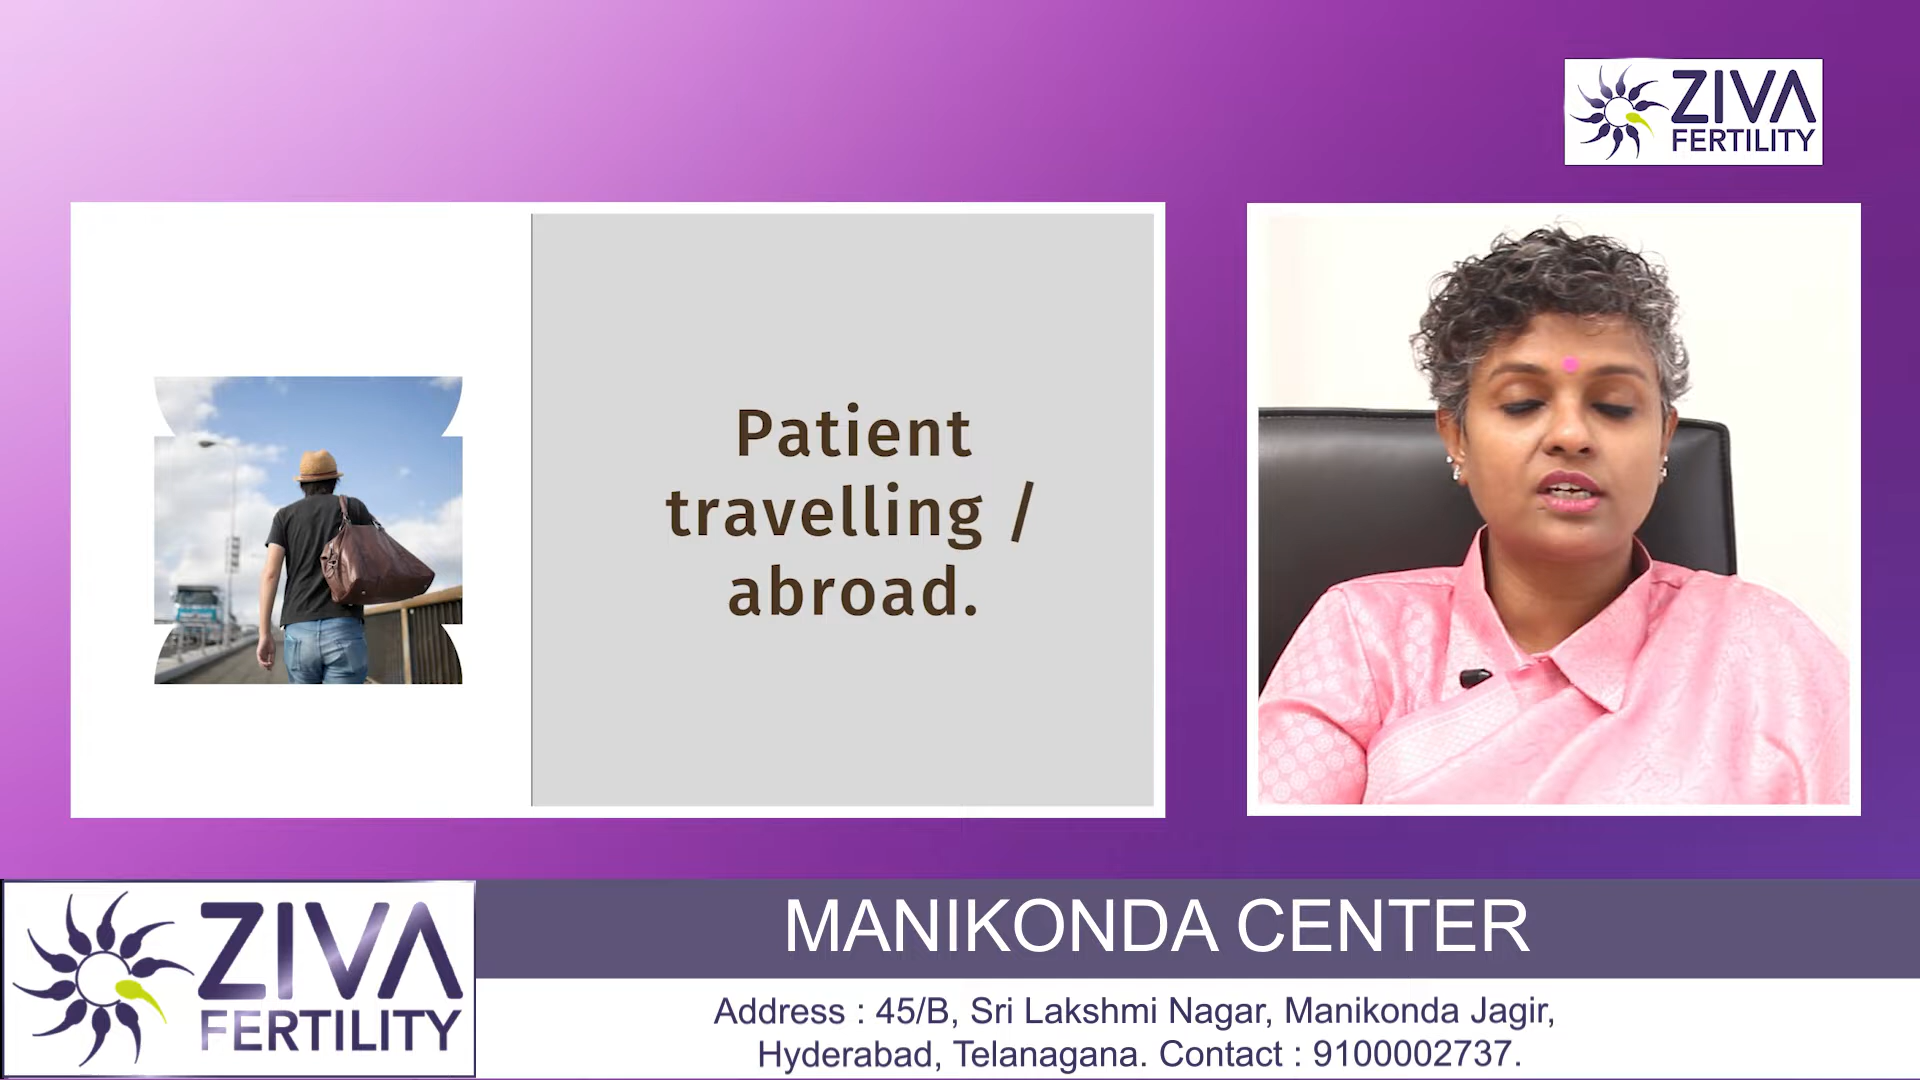 ZIVA
FERTILITY
Patient
travelling /
abroad.
ZIVA
FERTILITY
MANIKONDA CENTER
Address : 45/B, Sri Lakshmi Nagar, Manikonda Jagir,
Hyderabad, Telanagana. Contact : 9100002737.